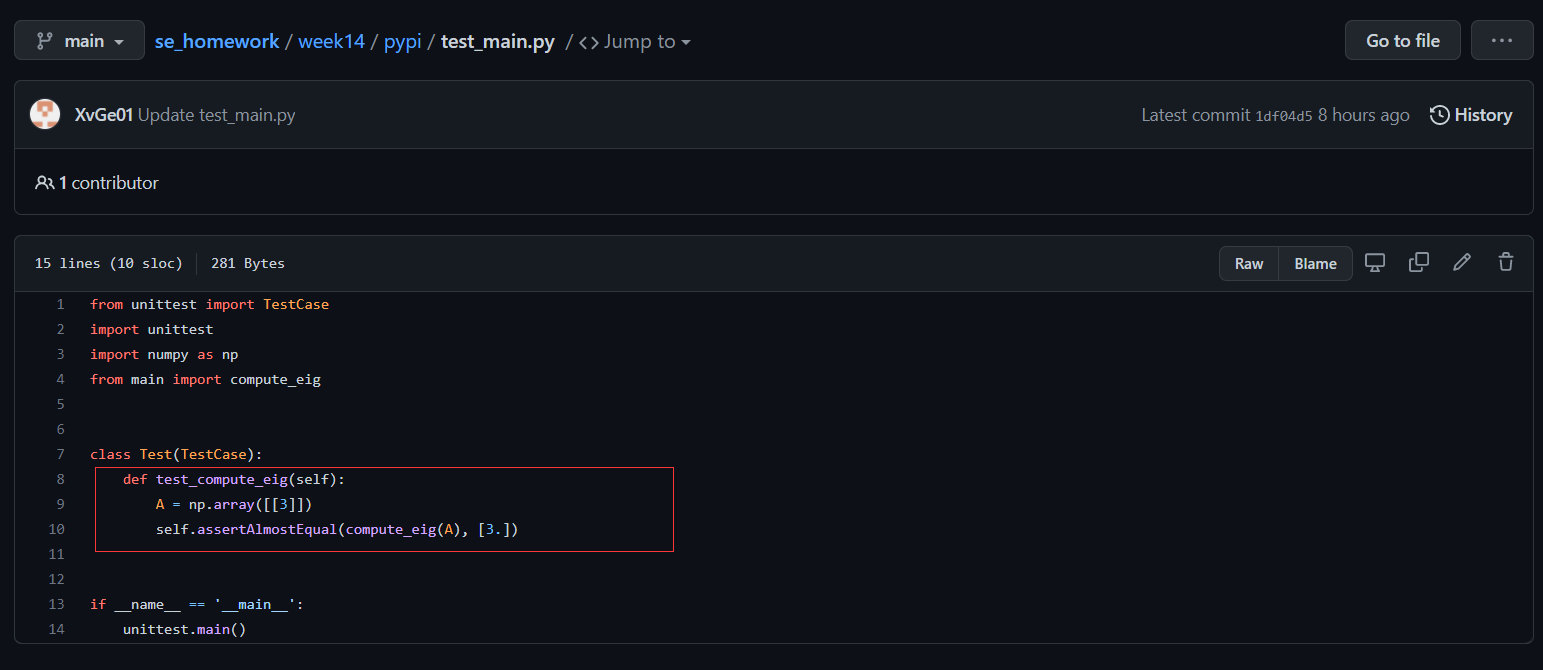 main se_homework / week14 / pypi / test_main.py / <> Jump to Go to file ...
XvGe01 Update test_main.py Latest commit 1df04d5 8 hours ago History
1 contributor
15 lines (10 sloc) 281 Bytes Raw Blame
1 from unittest import TestCase
2 import unittest
3 import numpy as np
4 from main import compute_eig
5
6
7 class Test(TestCase):
8 def test_compute_eig(self):
9 A = np.array([[3]])
10 self.assertAlmostEqual(compute_eig(A), [3.])
11
12
13 if __name__ == '__main__':
14 unittest.main()